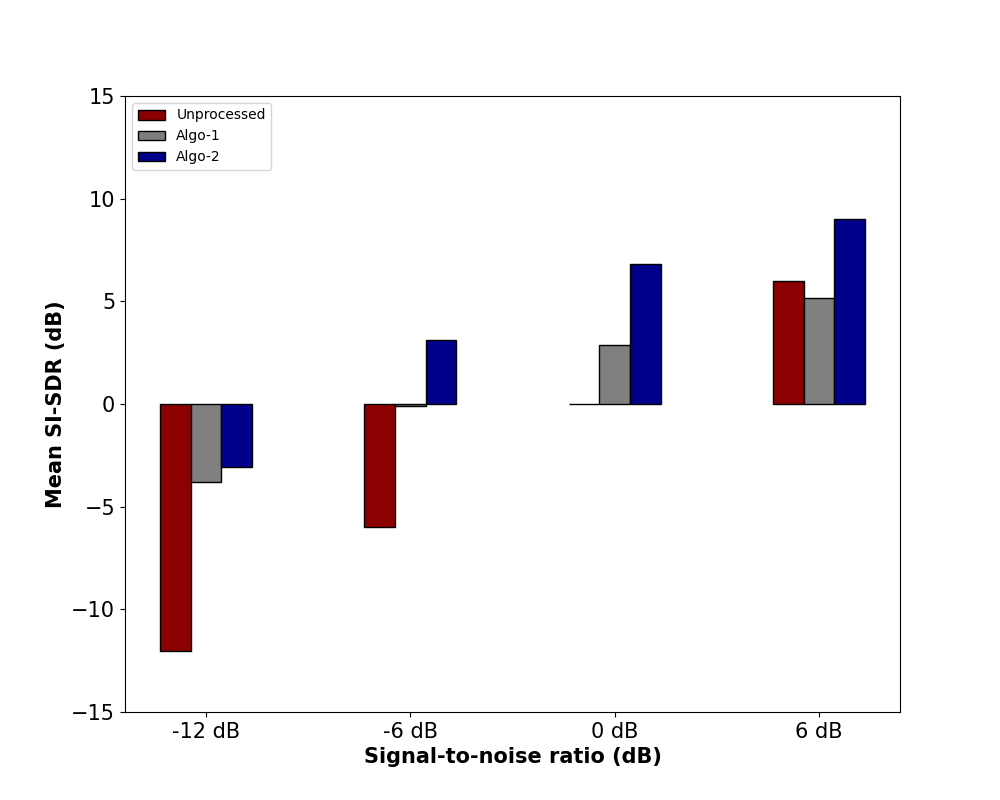 15
10
5
0
−5
−10
−15
Mean SI-SDR (dB)
Unprocessed
Algo-1
Algo-2
-12 dB
-6 dB
0 dB
6 dB
Signal-to-noise ratio (dB)